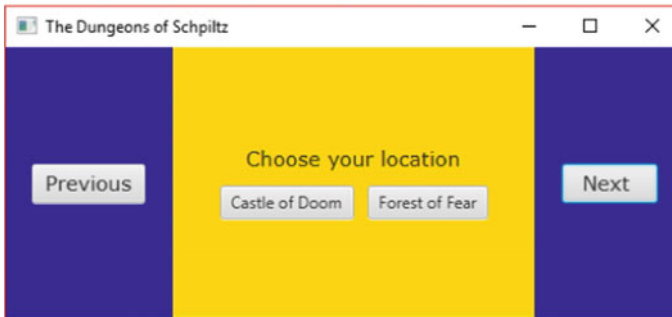 The Dungeons of Schpiltz
Choose your location
Previous
Castle of Doom Forest of Fear
Next